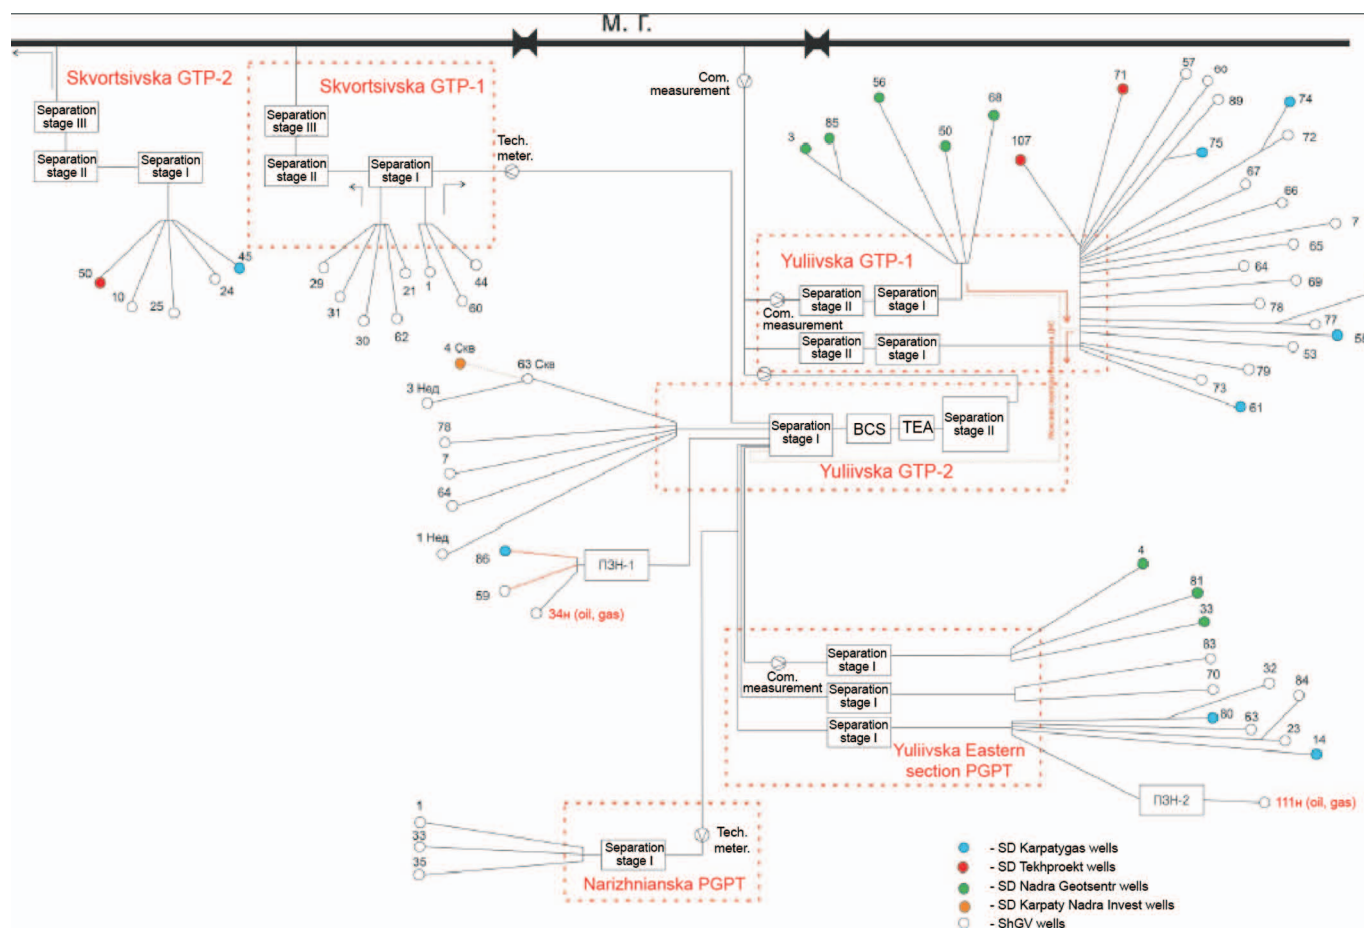 М. Г.
Skvortsivska GTP-2
Separation
stage III
Separation
stage II
Separation
stage I
50
10
25
24
45
Skvortsivska GTP-1
Separation
stage III
Separation
stage II
Separation
stage I
Tech.
meter.
29
31
30
62
21
1
60
44
Com.
measurement
3
85
56
50
68
107
71
57
60
89
74
75
72
67
66
7
65
64
69
78
77
58
53
79
73
61
Yuliivska GTP-1
Separation
stage II
Separation
stage I
Com.
measurement
Separation
stage II
Separation
stage I
4 Скв
63 Скв
3 Нед
78
7
64
1 Нед
Separation
stage I
BCS
TEA
Separation
stage II
Yuliivska GTP-2
86
59
ПЗН-1
34н (oil, gas)
4
81
33
83
70
32
84
80
63
23
14
Separation
stage I
Com.
measurement
Separation
stage I
Separation
stage I
Yuliivska Eastern
section PGPT
ПЗН-2
111н (oil, gas)
1
33
35
Separation
stage I
Tech.
meter.
Narizhnianska PGPT
- SD Karpatygas wells
- SD Tekhproekt wells
- SD Nadra Geotsentr wells
- SD Karpaty Nadra Invest wells
- ShGV wells